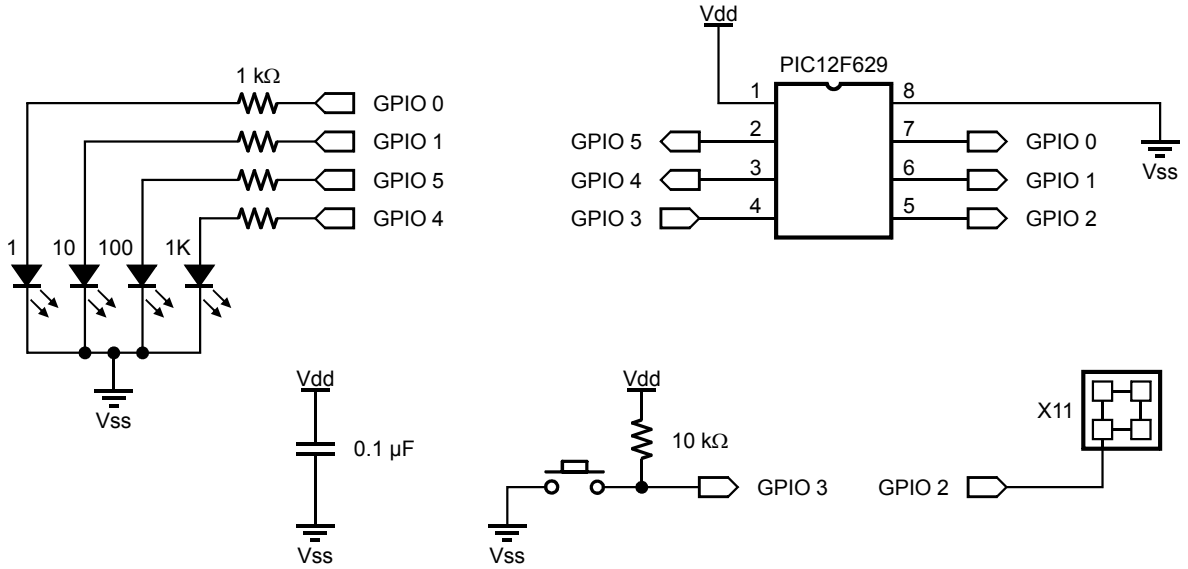 Vdd
PIC12F629
1 kΩ
GPIO 0
GPIO 1
GPIO 5
GPIO 4
1 10 100 1K
Vss
1 8
GPIO 5 2 7 GPIO 0
GPIO 4 3 6 GPIO 1
GPIO 3 4 5 GPIO 2
Vss
Vdd
0.1 µF
Vss
Vdd
10 kΩ
GPIO 3
Vss
X11
GPIO 2